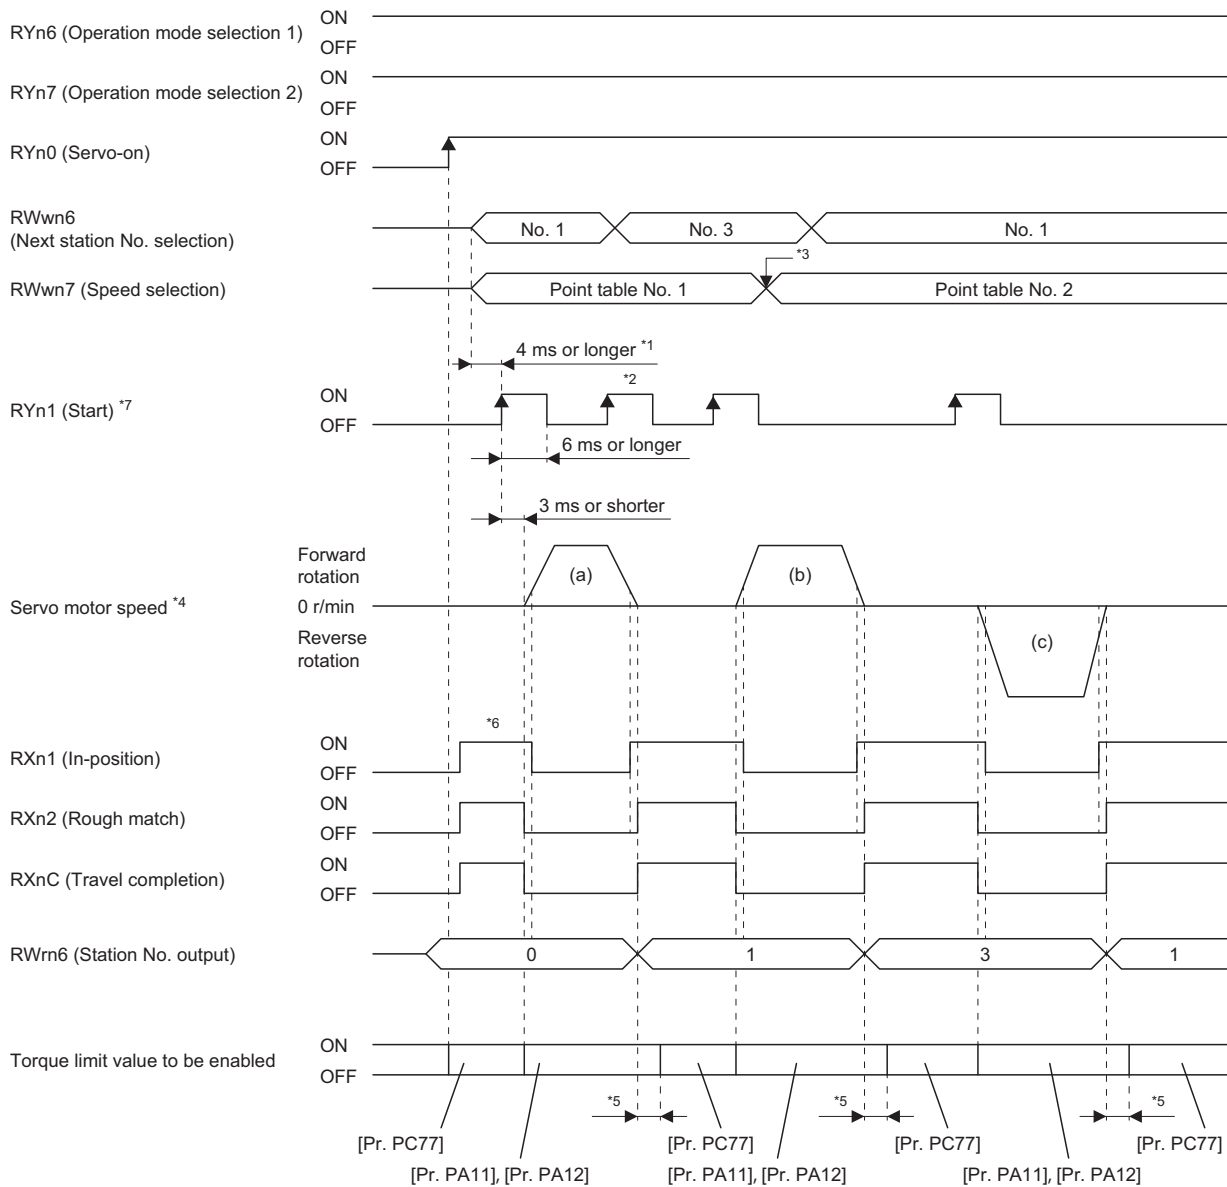 RYn6 (Operation mode selection 1)
ON
OFF
RYn7 (Operation mode selection 2)
ON
OFF
RYn0 (Servo-on)
ON
OFF
RWwn6
(Next station No. selection)
No. 1
No. 3
No. 1
*3
RWwn7 (Speed selection)
Point table No. 1
Point table No. 2
4 ms or longer *1
*2
RYn1 (Start) *7
ON
OFF
6 ms or longer
3 ms or shorter
Servo motor speed *4
Forward
rotation
0 r/min
Reverse
rotation
(a)
(b)
(c)
*6
RXn1 (In-position)
ON
OFF
RXn2 (Rough match)
ON
OFF
RXnC (Travel completion)
ON
OFF
RWrn6 (Station No. output)
0
1
3
1
Torque limit value to be enabled
ON
OFF
*5
*5
*5
[Pr. PC77]
[Pr. PC77]
[Pr. PC77]
[Pr. PC77]
[Pr. PA11], [Pr. PA12]
[Pr. PA11], [Pr. PA12]
[Pr. PA11], [Pr. PA12]